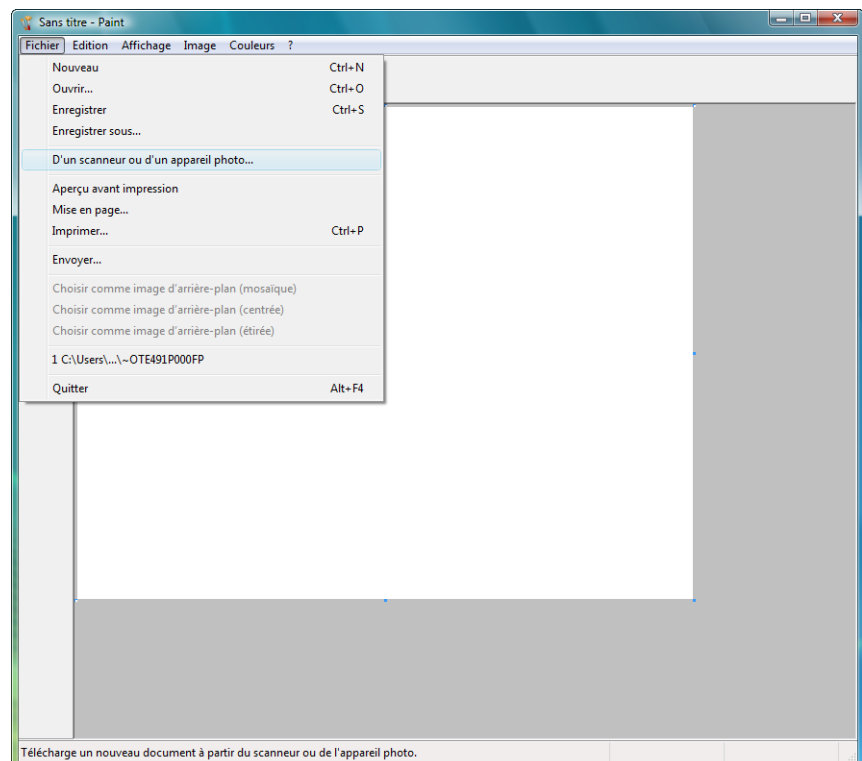 Sans titre - Paint
Fichier Edition Affichage Image Couleurs ?
Nouveau Ctrl+N
Ouvrir... Ctrl+O
Enregistrer Ctrl+S
Enregistrer sous...
D'un scanneur ou d'un appareil photo...
Aperçu avant impression
Mise en page...
Imprimer... Ctrl+P
Envoyer...
Choisir comme image d'arrière-plan (mosaïque)
Choisir comme image d'arrière-plan (centrée)
Choisir comme image d'arrière-plan (étirée)
1 C:\Users\...\~OTE491P000FP
Quitter Alt+F4
Télécharge un nouveau document à partir du scanneur ou de l'appareil photo.